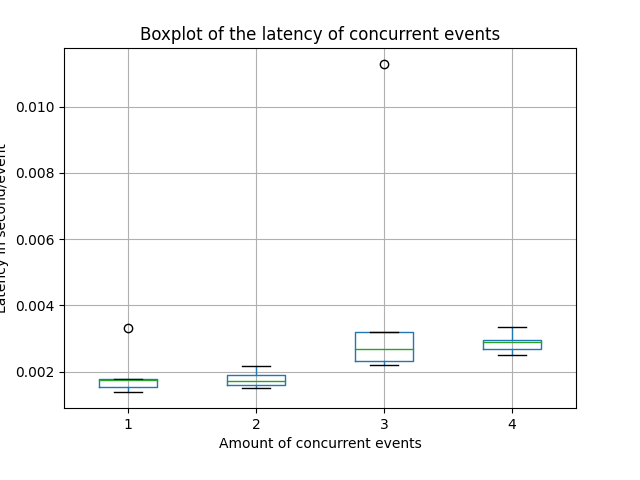 Boxplot of the latency of concurrent events
Latency in second/event
0.010
0.008
0.006
0.004
0.002
1 2 3 4
Amount of concurrent events